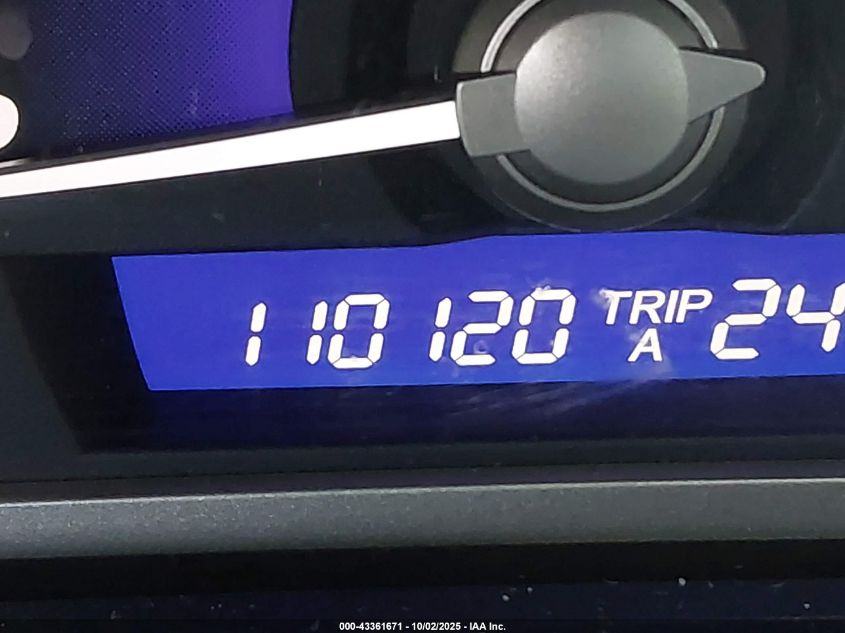 110120 TRIP A 24
000-43361671 - 10/02/2025 - IAA Inc.